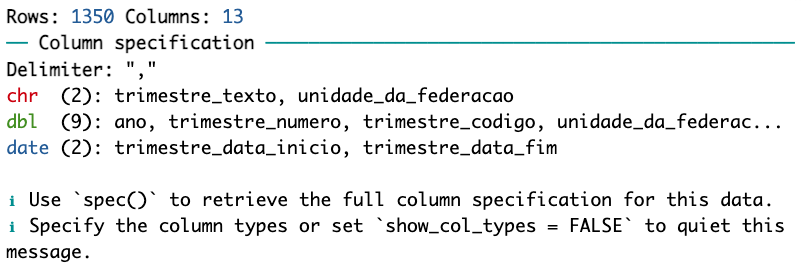 Rows: 1350 Columns: 13
── Column specification ────────────────────────────────────────
Delimiter: ","
chr  (2): trimestre_texto, unidade_da_federacao
dbl  (9): ano, trimestre_numero, trimestre_codigo, unidade_da_federac...
date (2): trimestre_data_inicio, trimestre_data_fim

ℹ Use `spec()` to retrieve the full column specification for this data.
ℹ Specify the column types or set `show_col_types = FALSE` to quiet this
message.